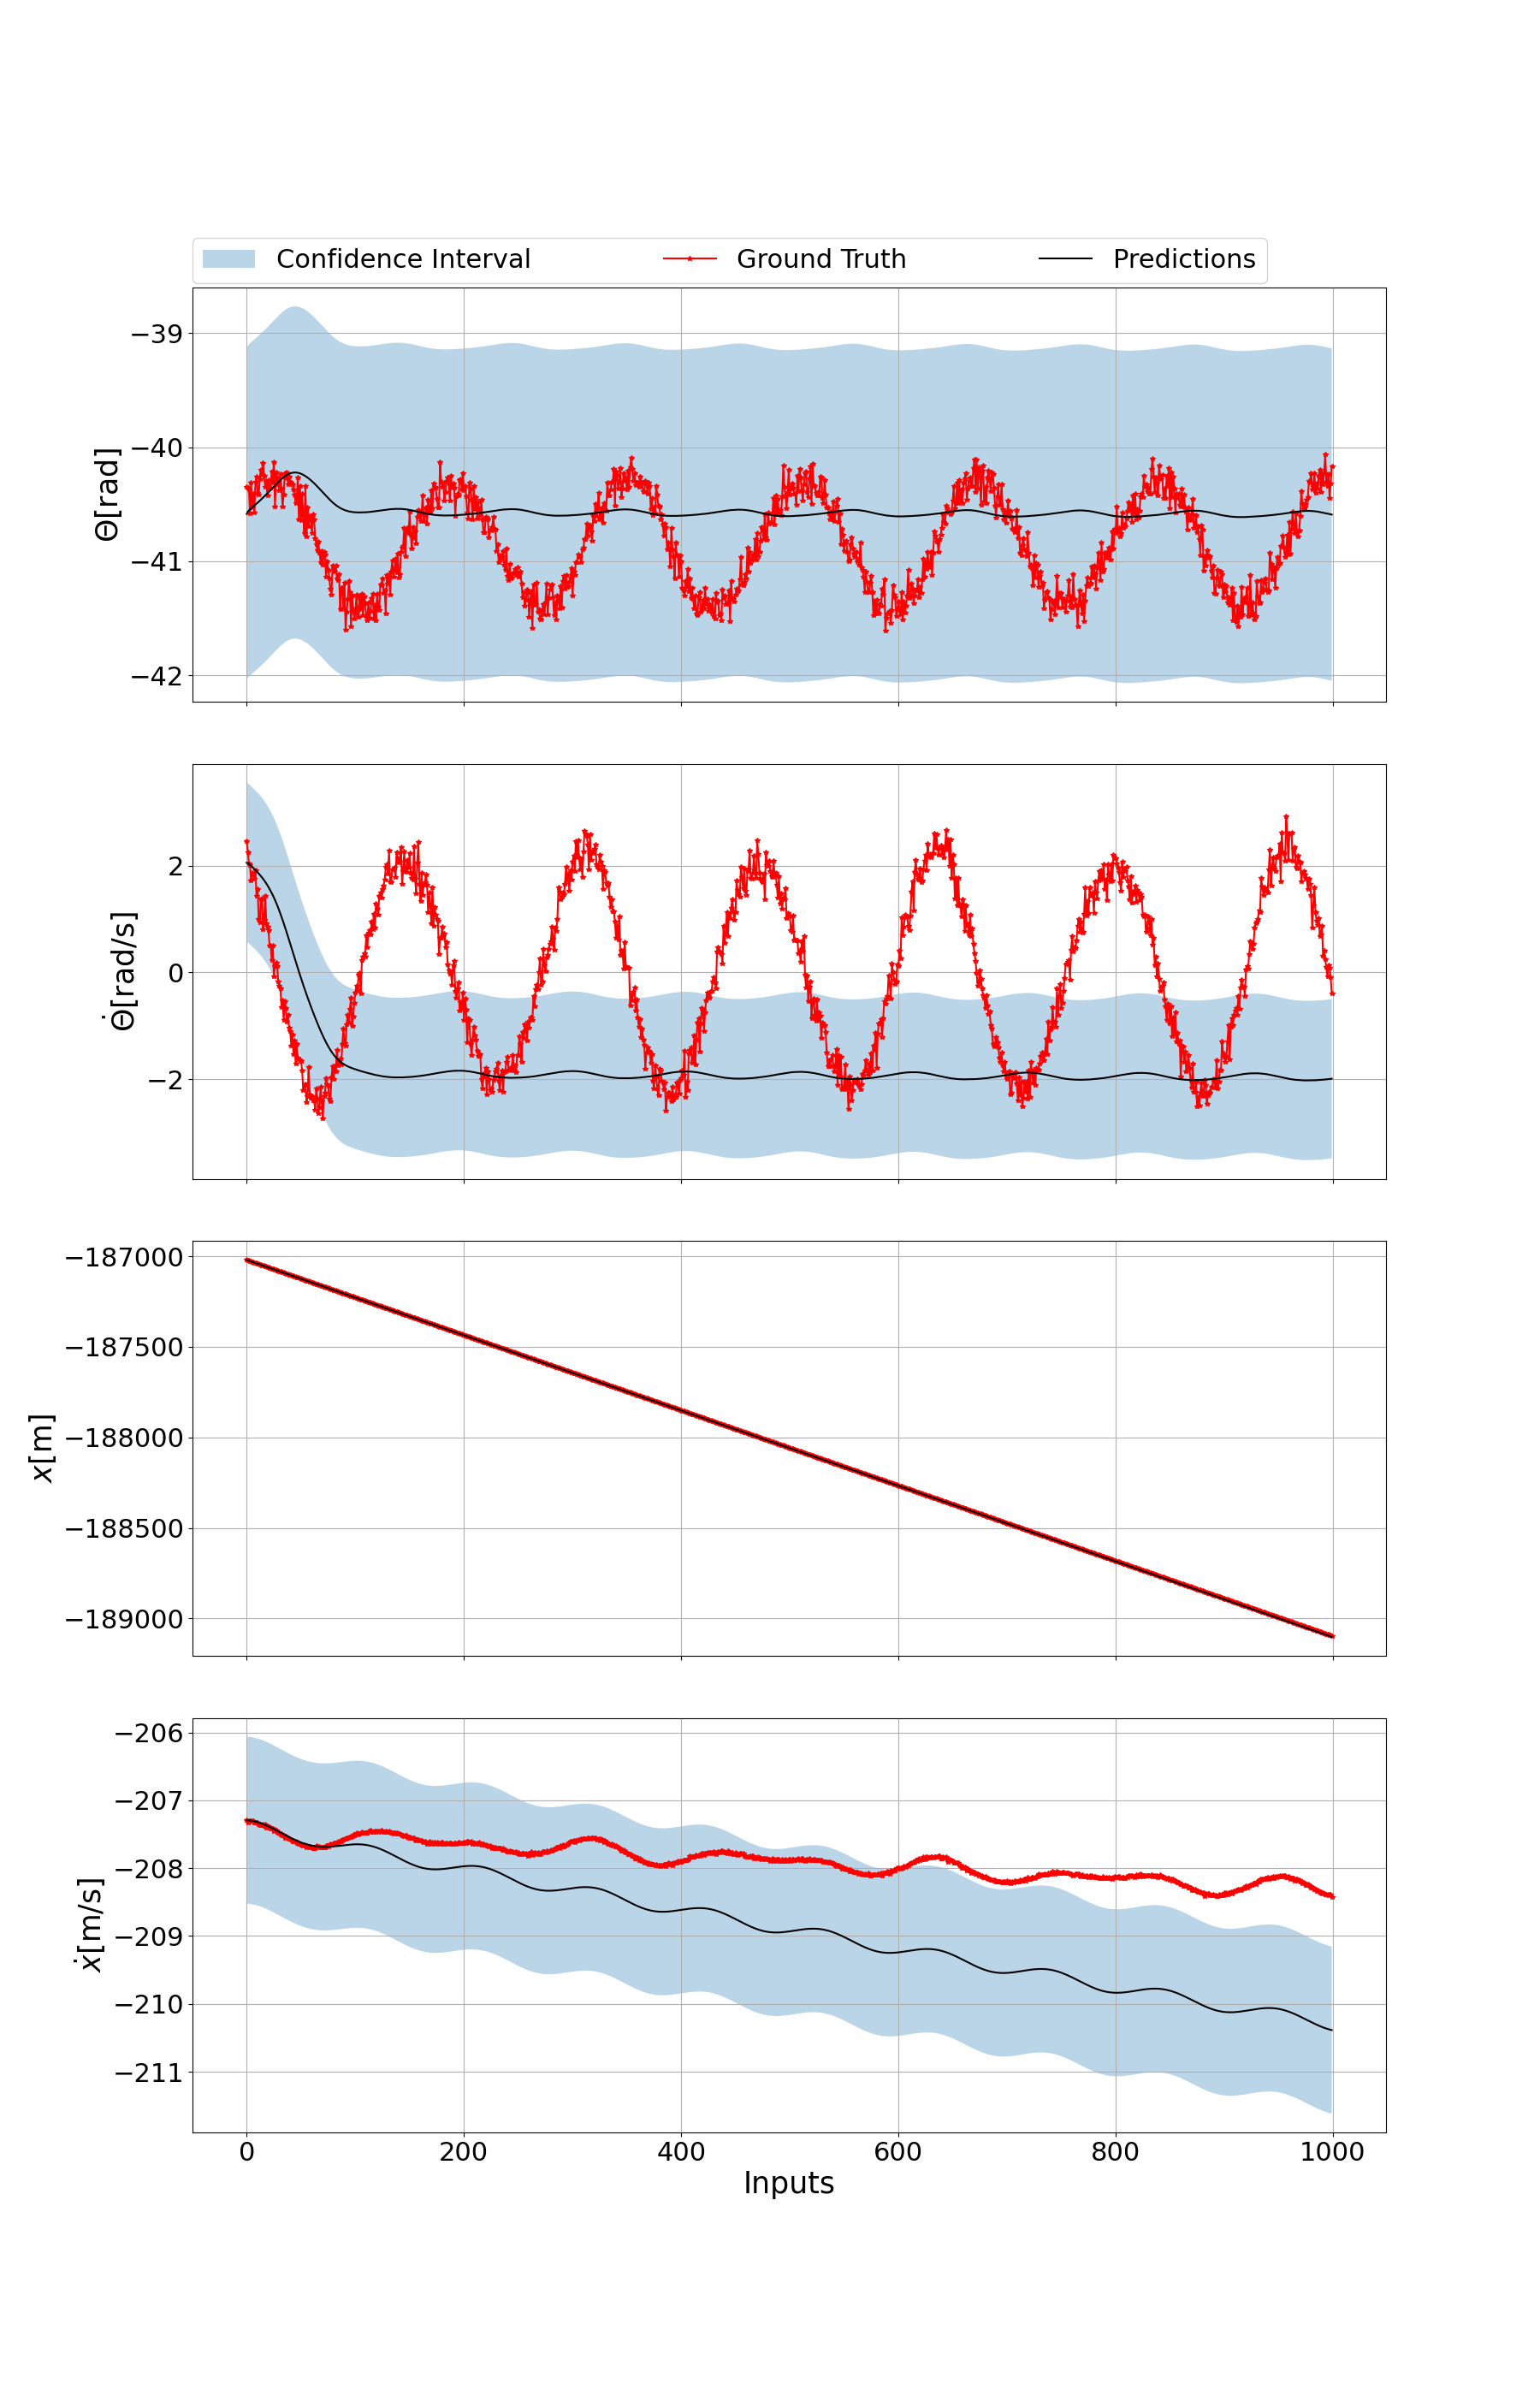 Confidence Interval Ground Truth Predictions
−39
−40
−41
−42
Θ[rad]
2
0
−2
Θ̇[rad/s]
−187000
−187500
−188000
−188500
−189000
x[m]
−206
−207
−208
−209
−210
−211
ẋ[m/s]
0 200 400 600 800 1000
Inputs